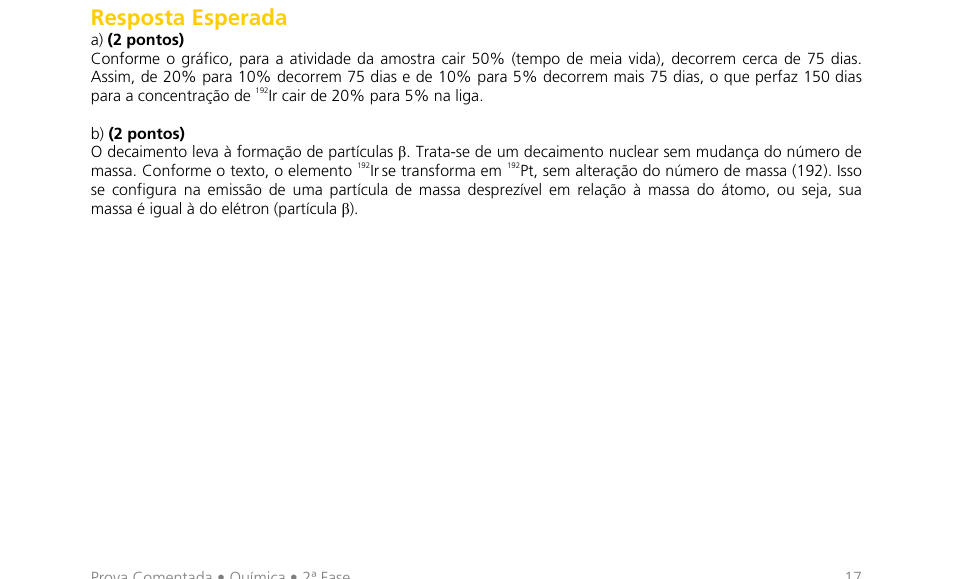 Resposta Esperada
a) (2 pontos)
Conforme o gráfico, para a atividade da amostra cair 50% (tempo de meia vida), decorrem cerca de 75 dias.
Assim, de 20% para 10% decorrem 75 dias e de 10% para 5% decorrem mais 75 dias, o que perfaz 150 dias
para a concentração de ¹⁹²Ir cair de 20% para 5% na liga.
b) (2 pontos)
O decaimento leva à formação de partículas β. Trata-se de um decaimento nuclear sem mudança do número de
massa. Conforme o texto, o elemento ¹⁹²Ir se transforma em ¹⁹²Pt, sem alteração do número de massa (192). Isso
se configura na emissão de uma partícula de massa desprezível em relação à massa do átomo, ou seja, sua
massa é igual à do elétron (partícula β).
Prova Comentada • Química • 2ª Fase 17